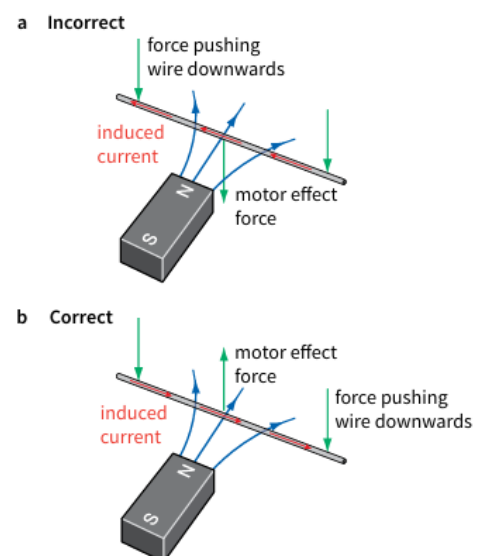 a Incorrect
force pushing
wire downwards
induced
current
N
motor effect
force
S
b Correct
motor effect
force
force pushing
wire downwards
induced
current
N
S